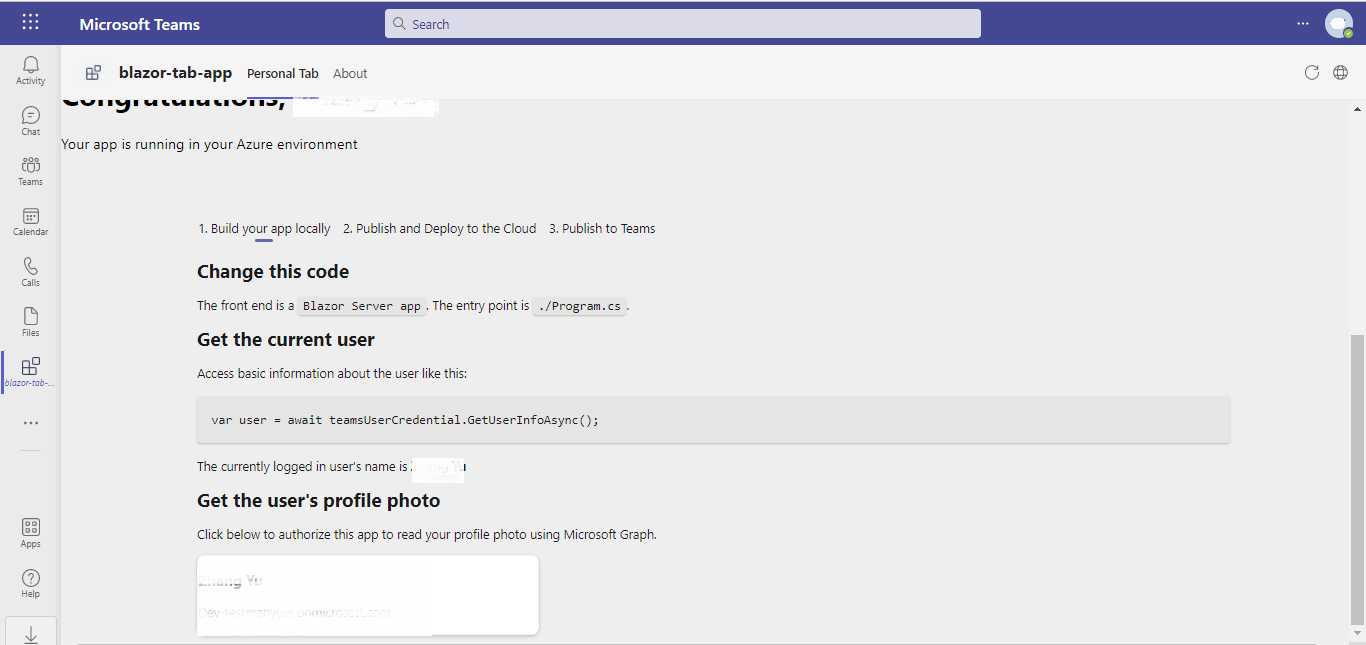 Microsoft Teams
Search
Activity
Chat
Teams
Calendar
Calls
Files
blazor-tab-...
Apps
Help
blazor-tab-app Personal Tab About
Congratulations,
Your app is running in your Azure environment
1. Build your app locally 2. Publish and Deploy to the Cloud 3. Publish to Teams
Change this code
The front end is a Blazor Server app. The entry point is ./Program.cs.
Get the current user
Access basic information about the user like this:
var user = await teamsUserCredential.GetUserInfoAsync();
The currently logged in user's name is
Get the user's profile photo
Click below to authorize this app to read your profile photo using Microsoft Graph.